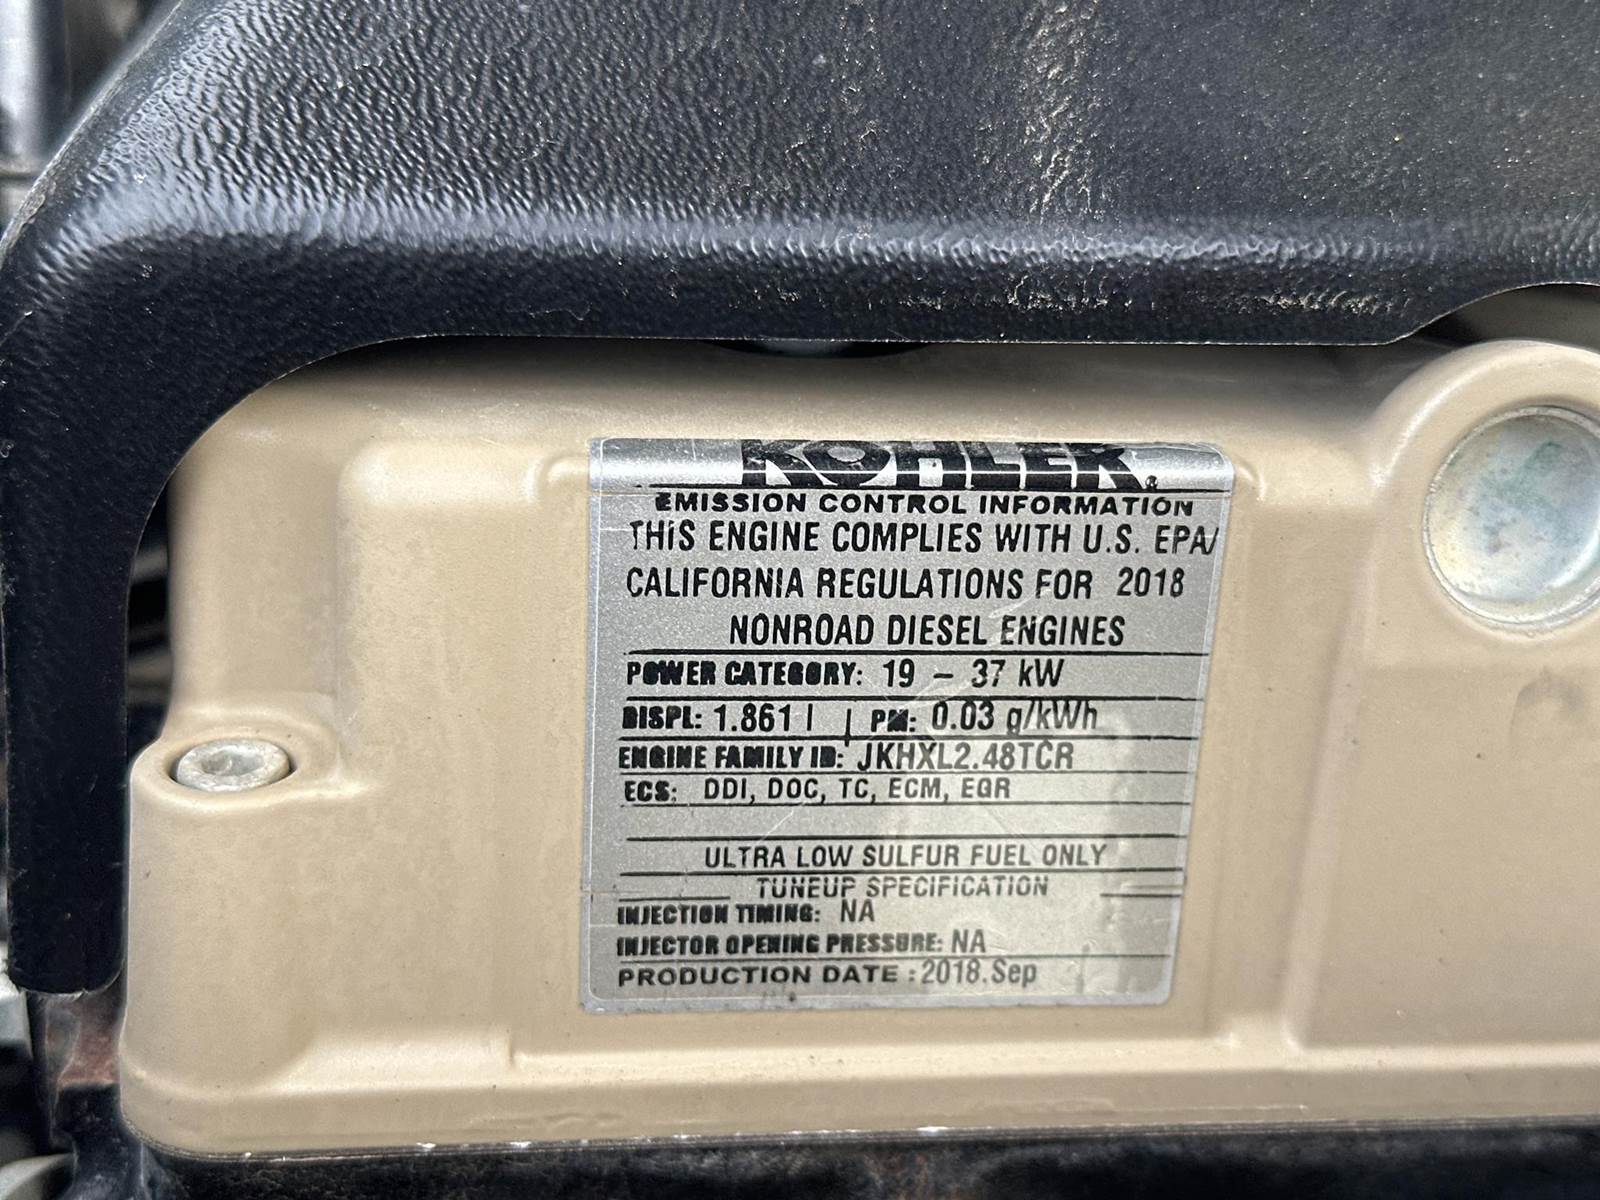 KOHLER®
EMISSION CONTROL INFORMATION
THIS ENGINE COMPLIES WITH U.S. EPA/
CALIFORNIA REGULATIONS FOR 2018
NONROAD DIESEL ENGINES
POWER CATEGORY: 19 – 37 kW
DISPL: 1.861 l | PM: 0.03 g/kWh
ENGINE FAMILY ID: JKHXL2.48TCR
ECS: DDI, DOC, TC, ECM, EGR
ULTRA LOW SULFUR FUEL ONLY
TUNEUP SPECIFICATION
INJECTION TIMING: NA
INJECTOR OPENING PRESSURE: NA
PRODUCTION DATE : 2018.Sep